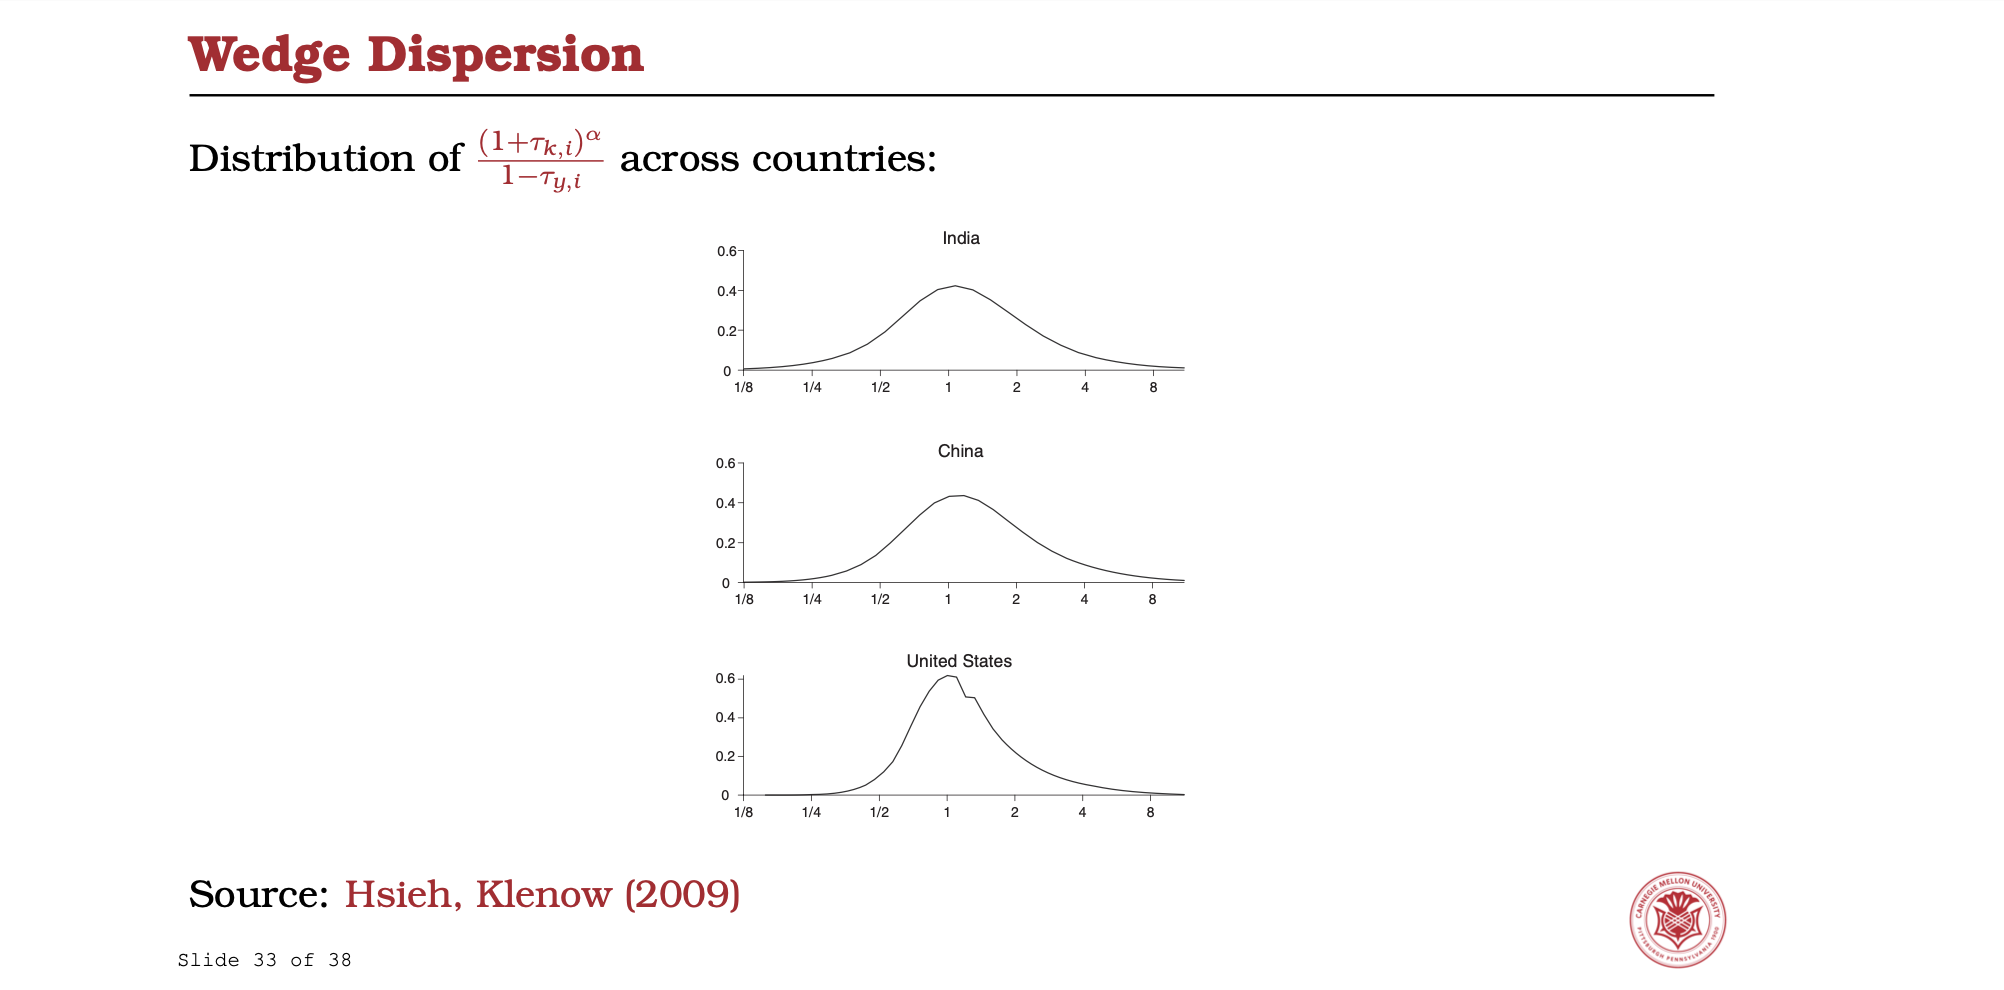 Wedge Dispersion
Distribution of (1+τk,i)^α / 1−τy,i across countries:
India
0.6
0.4
0.2
0
1/8 1/4 1/2 1 2 4 8
China
0.6
0.4
0.2
0
1/8 1/4 1/2 1 2 4 8
United States
0.6
0.4
0.2
0
1/8 1/4 1/2 1 2 4 8
Source: Hsieh, Klenow (2009)
CARNEGIE MELLON UNIVERSITY
PITTSBURGH PENNSYLVANIA 1900
Slide 33 of 38